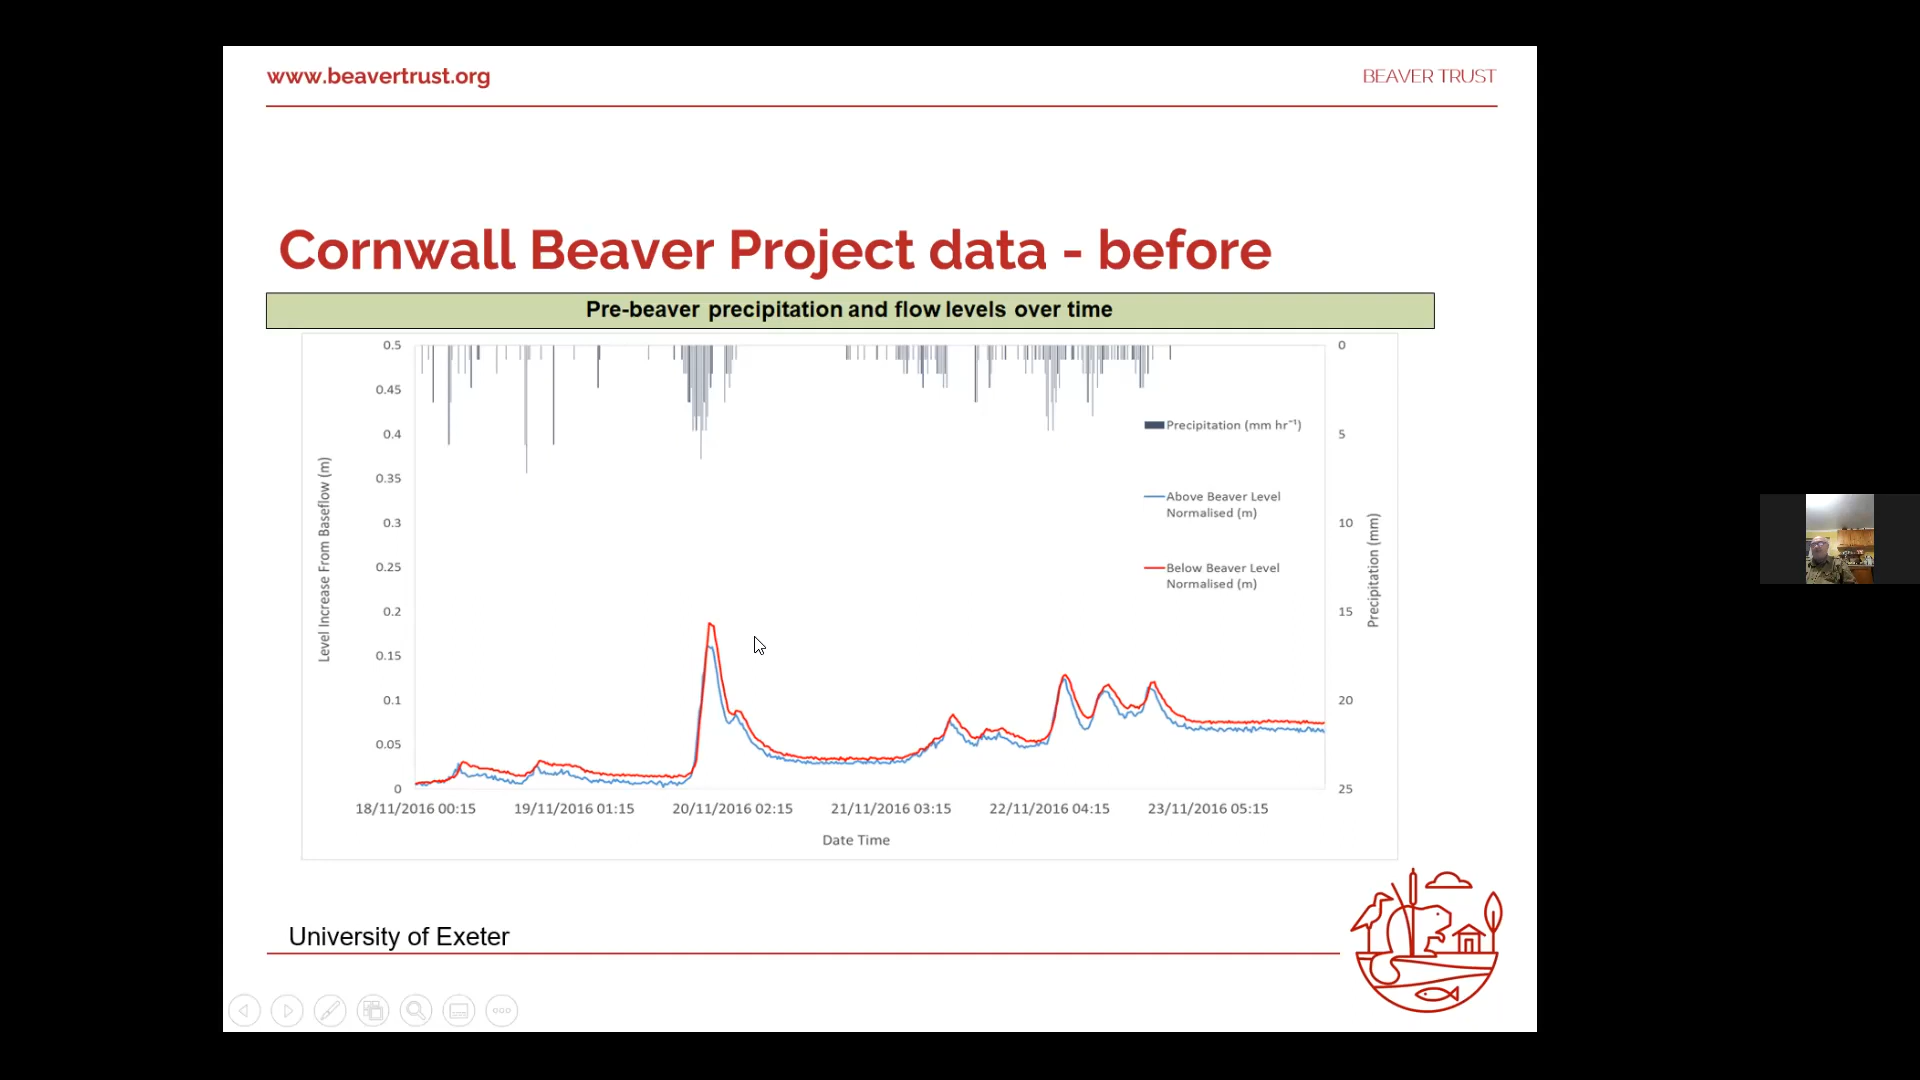 www.beavertrust.org
BEAVER TRUST
Cornwall Beaver Project data - before
Pre-beaver precipitation and flow levels over time
0.5
0.45
0.4
0.35
0.3
0.25
0.2
0.15
0.1
0.05
0
Level Increase From Baseflow (m)
0
5
10
15
20
25
Precipitation (mm)
Precipitation (mm hr⁻¹)
Above Beaver Level
Normalised (m)
Below Beaver Level
Normalised (m)
18/11/2016 00:15
19/11/2016 01:15
20/11/2016 02:15
21/11/2016 03:15
22/11/2016 04:15
23/11/2016 05:15
Date Time
University of Exeter